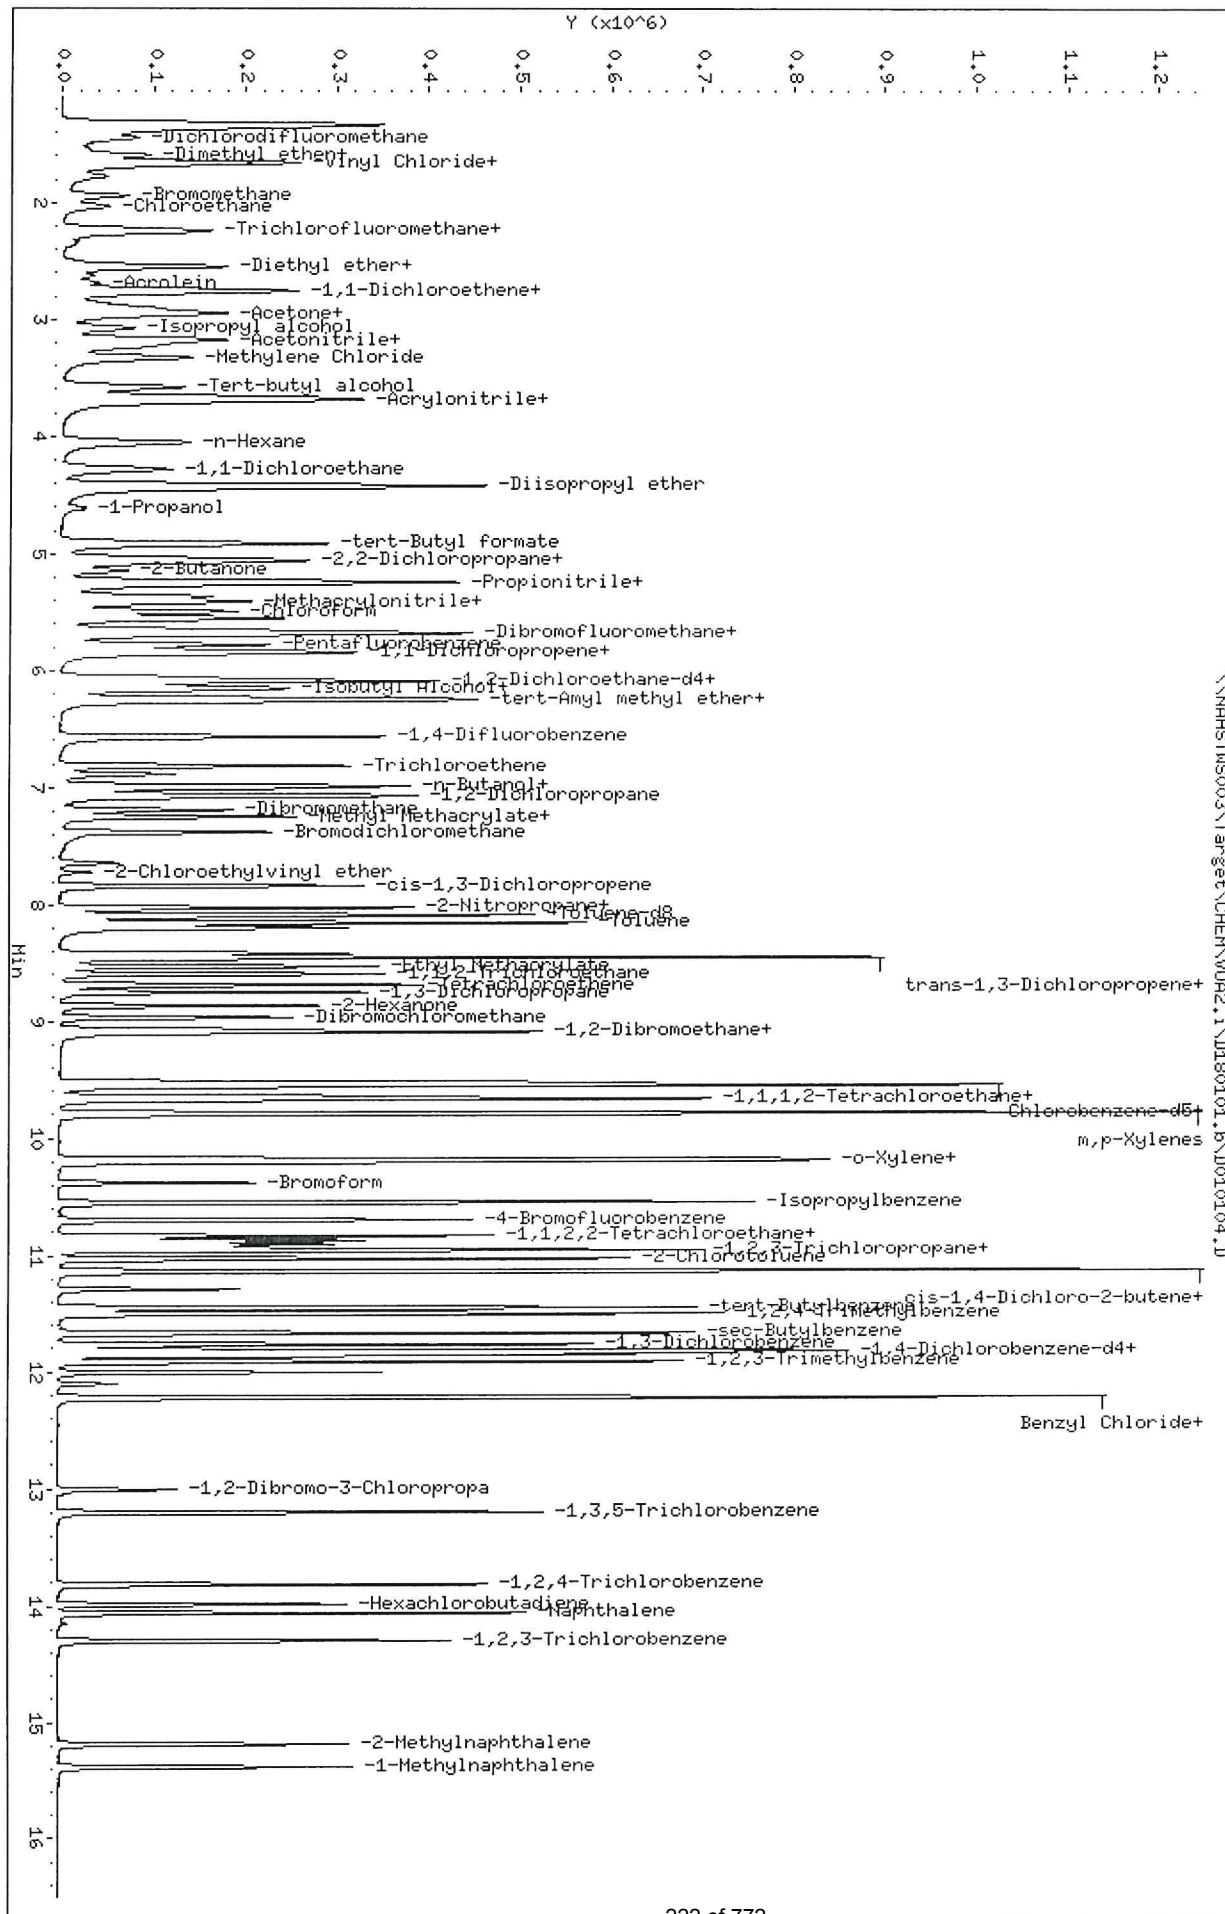 Y (x10^6)
0.0
0.1
0.2
0.3
0.4
0.5
0.6
0.7
0.8
0.9
1.0
1.1
1.2
-Dichlorodifluoromethane
-Dimethyl ether+
-Vinyl Chloride+
-Bromomethane
2
-Chloroethane
-Trichlorofluoromethane+
-Diethyl ether+
-Acrolein
-1,1-Dichloroethene+
-Acetone+
3
-Isopropyl alcohol
-Acetonitrile+
-Methylene Chloride
-Tert-butyl alcohol
-Acrylonitrile+
4
-n-Hexane
-1,1-Dichloroethane
-Diisopropyl ether
-1-Propanol
-tert-Butyl formate
5
-2,2-Dichloropropane+
-2-Butanone
-Propionitrile+
-Methacrylonitrile+
-Chloroform
-Dibromofluoromethane+
-Pentafluorobenzene
-1,1-Dichloropropene+
6
-1,2-Dichloroethane-d4+
-Isobutyl Alcohol+
-tert-Amyl methyl ether+
-1,4-Difluorobenzene
-Trichloroethene
7
-n-Butanol+
-1,2-Dichloropropane
-Dibromomethane
-Methyl Methacrylate+
-Bromodichloromethane
-2-Chloroethylvinyl ether
-cis-1,3-Dichloropropene
8
-2-Nitropropane+
-Toluene-d8
-Toluene
Min
-Ethyl Methacrylate
-1,1,2-Trichloroethane
-Tetrachloroethene
trans-1,3-Dichloropropene+
-1,3-Dichloropropane
-2-Hexanone
-Dibromochloromethane
9
-1,2-Dibromoethane+
-1,1,1,2-Tetrachloroethane+
Chlorobenzene-d5+
10
m,p-Xylenes
-o-Xylene+
-Bromoform
-Isopropylbenzene
-4-Bromofluorobenzene
-1,1,2,2-Tetrachloroethane+
-1,2,3-Trichloropropane+
11
-2-Chlorotoluene
cis-1,4-Dichloro-2-butene+
-tert-Butylbenzene
-1,2,4-Trimethylbenzene
-sec-Butylbenzene
-1,3-Dichlorobenzene
-1,4-Dichlorobenzene-d4+
-1,2,3-Trimethylbenzene
12
Benzyl Chloride+
13
-1,2-Dibromo-3-Chloropropa
-1,3,5-Trichlorobenzene
-1,2,4-Trichlorobenzene
14
-Hexachlorobutadiene
-Naphthalene
-1,2,3-Trichlorobenzene
15
-2-Methylnaphthalene
-1-Methylnaphthalene
16